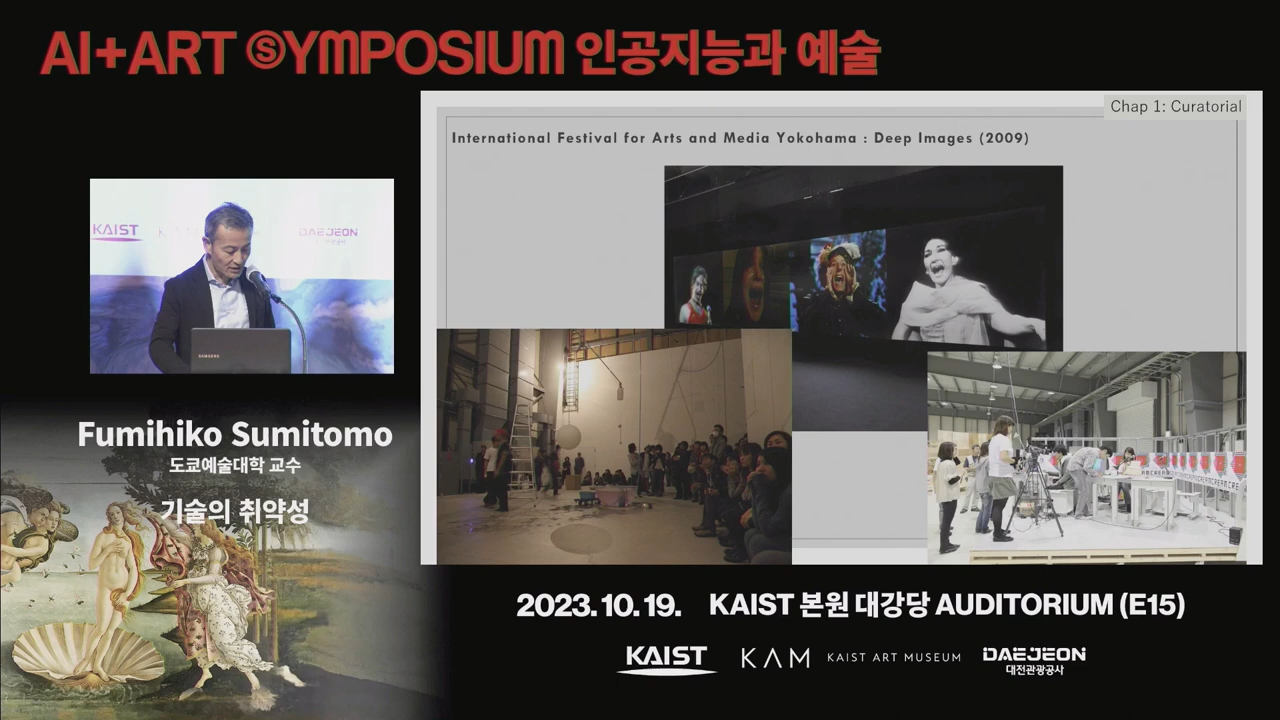 AI+ART ⓢYMPOSIUM 인공지능과 예술
Chap 1: Curatorial
International Festival for Arts and Media Yokohama : Deep Images (2009)
KAIST
DAEJEON
SAMSUNG
Fumihiko Sumitomo
도쿄예술대학 교수
기술의 취약성
2023. 10. 19. KAIST 본원 대강당 AUDITORIUM (E15)
KAIST
KAM KAIST ART MUSEUM
DAEJEON
대전관광공사